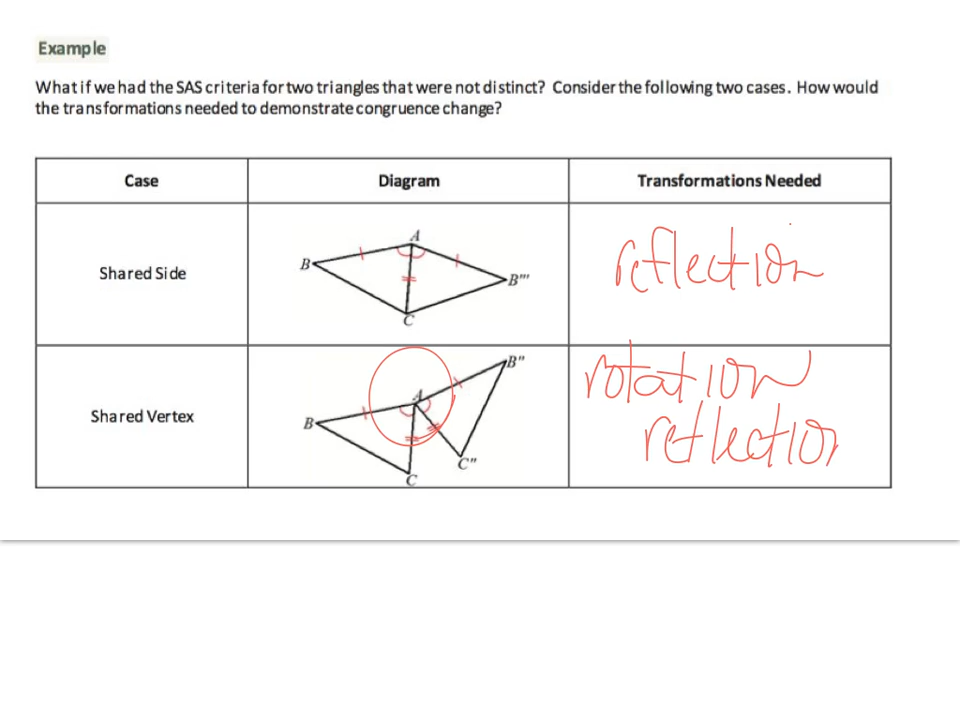 Example
What if we had the SAS criteria for two triangles that were not distinct? Consider the following two cases. How would
the transformations needed to demonstrate congruence change?
Case Diagram Transformations Needed
Shared Side
A
B
B'''
C
reflection
Shared Vertex
B"
A
B
C"
C
rotation
reflection